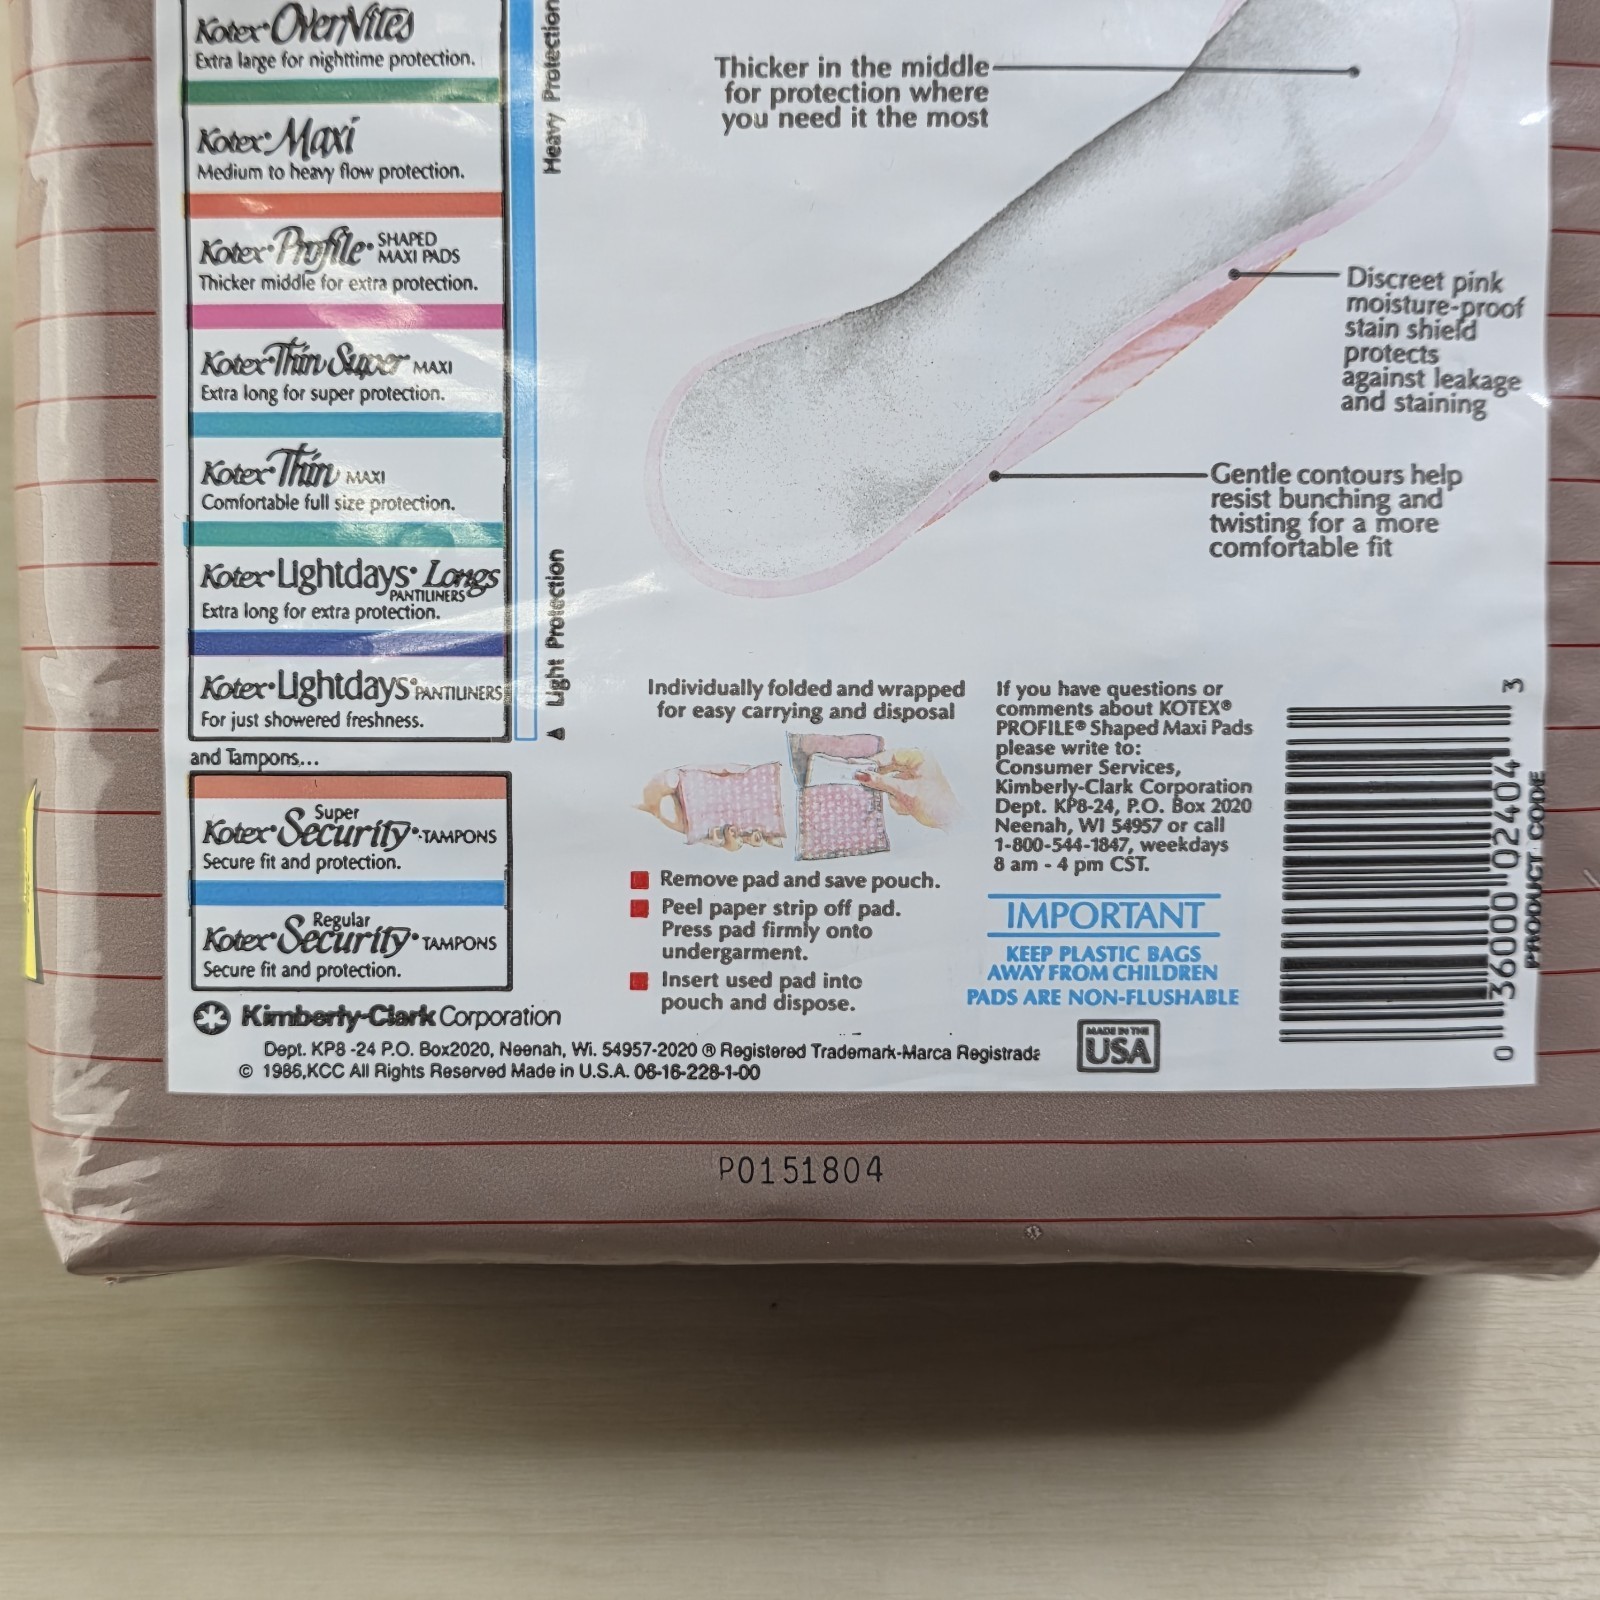 Kotex® OverNites
Extra large for nighttime protection.
Kotex® Maxi
Medium to heavy flow protection.
Kotex® Profile® SHAPED
MAXI PADS
Thicker middle for extra protection.
Kotex® Thin Super MAXI
Extra long for super protection.
Kotex® Thin MAXI
Comfortable full size protection.
Kotex® Lightdays® Longs
PANTILINERS
Extra long for extra protection.
Kotex® Lightdays® PANTILINERS
For just showered freshness.
Heavy Protection
Light Protection
and Tampons...
Super
Kotex® Security® TAMPONS
Secure fit and protection.
Regular
Kotex® Security® TAMPONS
Secure fit and protection.
Thicker in the middle
for protection where
you need it the most
Discreet pink
moisture-proof
stain shield
protects
against leakage
and staining
Gentle contours help
resist bunching and
twisting for a more
comfortable fit
Individually folded and wrapped
for easy carrying and disposal
Remove pad and save pouch.
Peel paper strip off pad.
Press pad firmly onto
undergarment.
Insert used pad into
pouch and dispose.
If you have questions or
comments about KOTEX®
PROFILE® Shaped Maxi Pads
please write to:
Consumer Services,
Kimberly-Clark Corporation
Dept. KP8-24, P.O. Box 2020
Neenah, WI 54957 or call
1-800-544-1847, weekdays
8 am - 4 pm CST.
IMPORTANT
KEEP PLASTIC BAGS
AWAY FROM CHILDREN
PADS ARE NON-FLUSHABLE
MADE IN THE
USA
0 36000 02404 3
PRODUCT CODE
Kimberly-Clark Corporation
Dept. KP8 -24 P.O. Box2020, Neenah, Wi. 54957-2020 ® Registered Trademark-Marca Registrada
© 1986,KCC All Rights Reserved Made in U.S.A. 06-16-228-1-00
P0151804